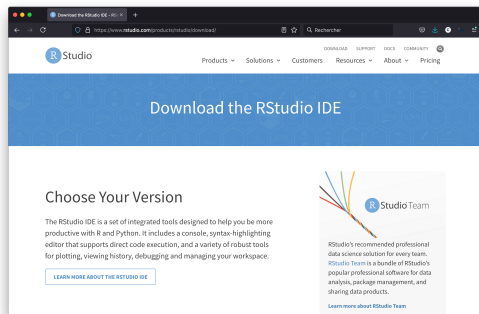 Download the RStudio IDE - RS
https://www.rstudio.com/products/rstudio/download/
Rechercher
DOWNLOAD SUPPORT DOCS COMMUNITY
R Studio
Products Solutions Customers Resources About Pricing
Download the RStudio IDE
Choose Your Version
The RStudio IDE is a set of integrated tools designed to help you be more
productive with R and Python. It includes a console, syntax-highlighting
editor that supports direct code execution, and a variety of robust tools
for plotting, viewing history, debugging and managing your workspace.
LEARN MORE ABOUT THE RSTUDIO IDE
R Studio Team
RStudio's recommended professional
data science solution for every team.
RStudio Team is a bundle of RStudio's
popular professional software for data
analysis, package management, and
sharing data products.
Learn more about RStudio Team